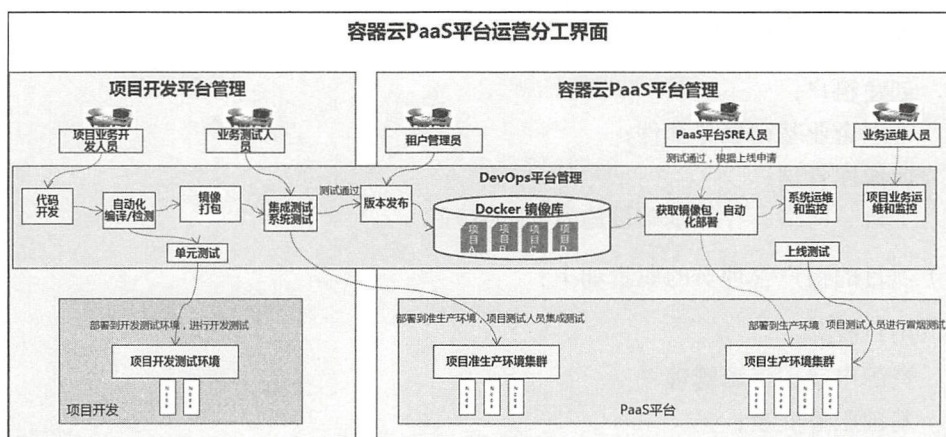 容器云PaaS平台运营分工界面
项目开发平台管理
容器云PaaS平台管理
项目业务开
发人员
业务测试人
员
租户管理员
PaaS平台SRE人员
业务运维人员
测试通过，根据上线申请
DevOps平台管理
代码
开发
自动化
编译/检测
镜像
打包
集成测试
系统测试
测试通过
版本发布
Docker 镜像库
项目A
项目B
项目C
项目D
获取镜像包，自动
化部署
系统运维
和监控
项目业务运
维和监控
单元测试
上线测试
部署到开发测试环境，进行开发测试
部署到准生产环境，项目测试人员集成测试
部署到生产环境
项目测试人员进行冒烟测试
项目开发测试环境
项目准生产环境集群
项目生产环境集群
项目开发
PaaS平台